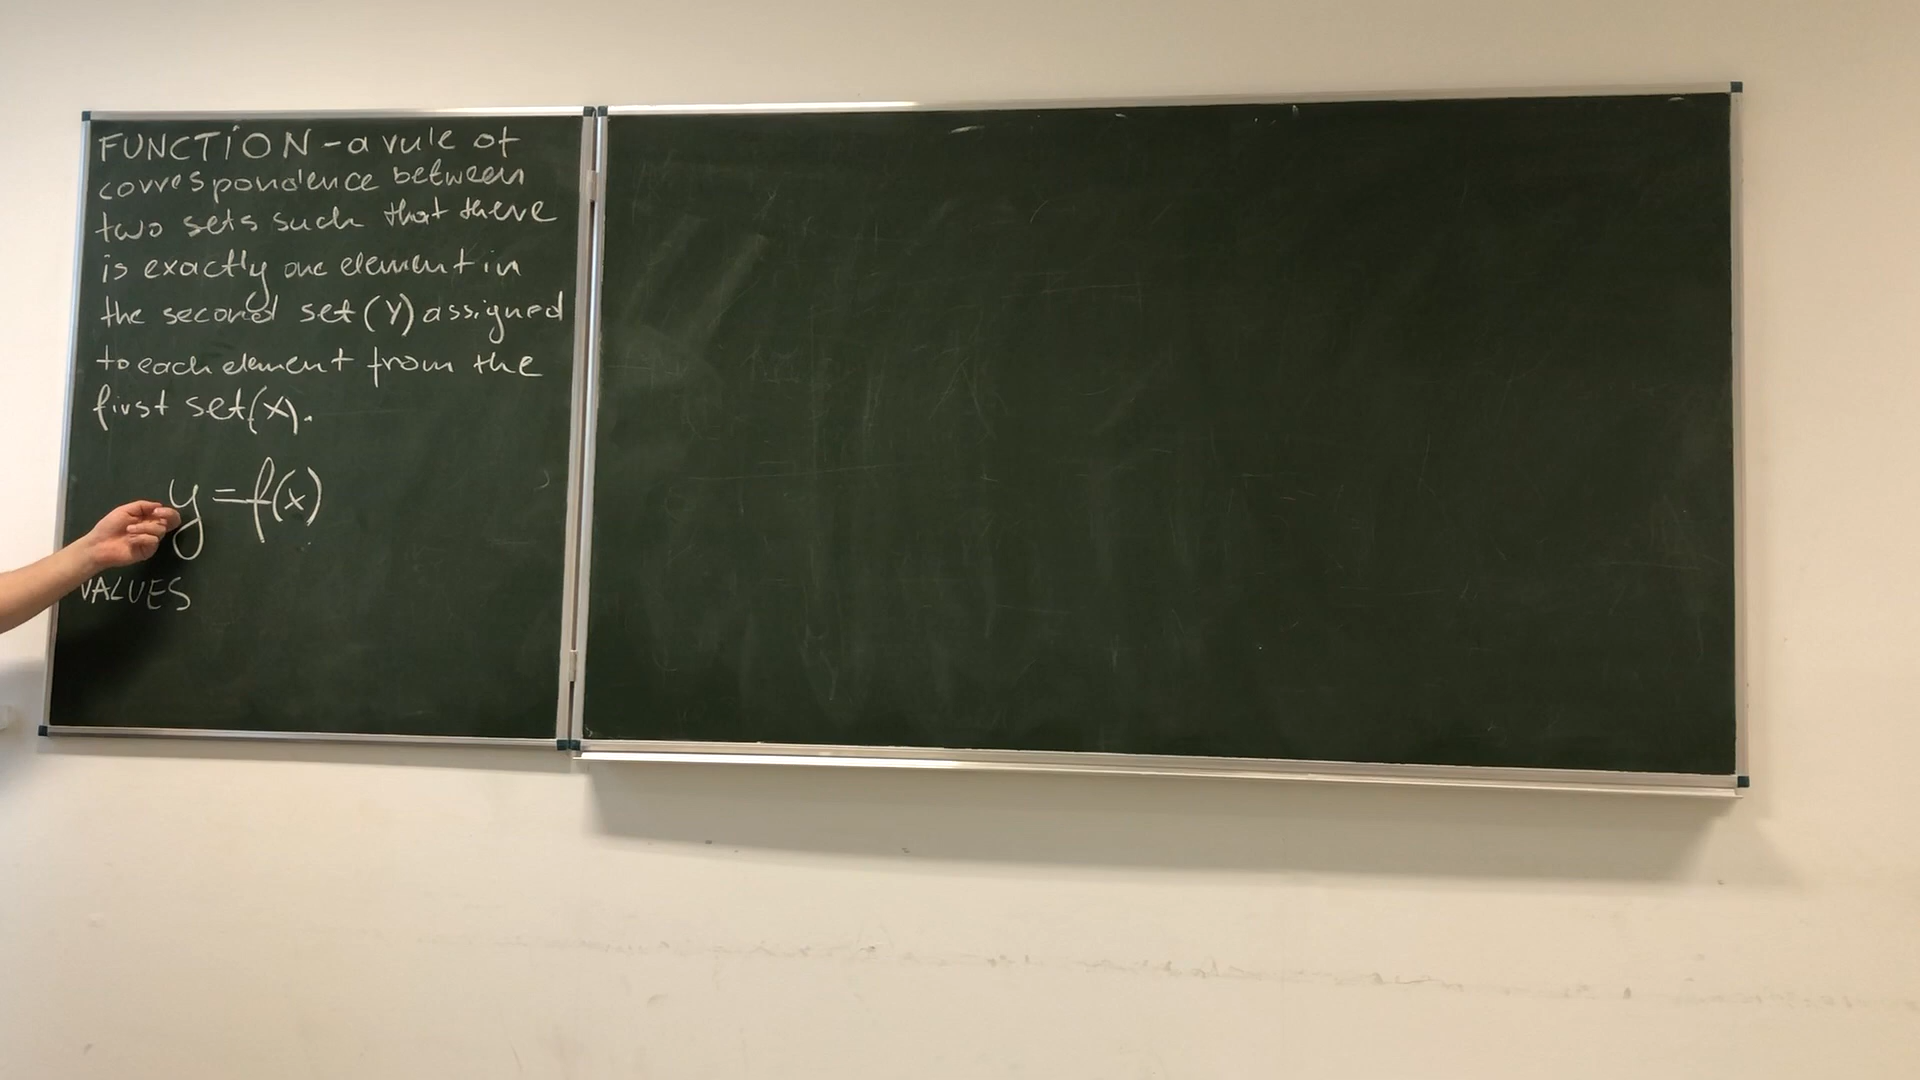 FUNCTION - a rule of
correspondence between
two sets such that there
is exactly one element in
the second set (Y) assigned
to each element from the
first set (X).
y = f(x)
VALUES